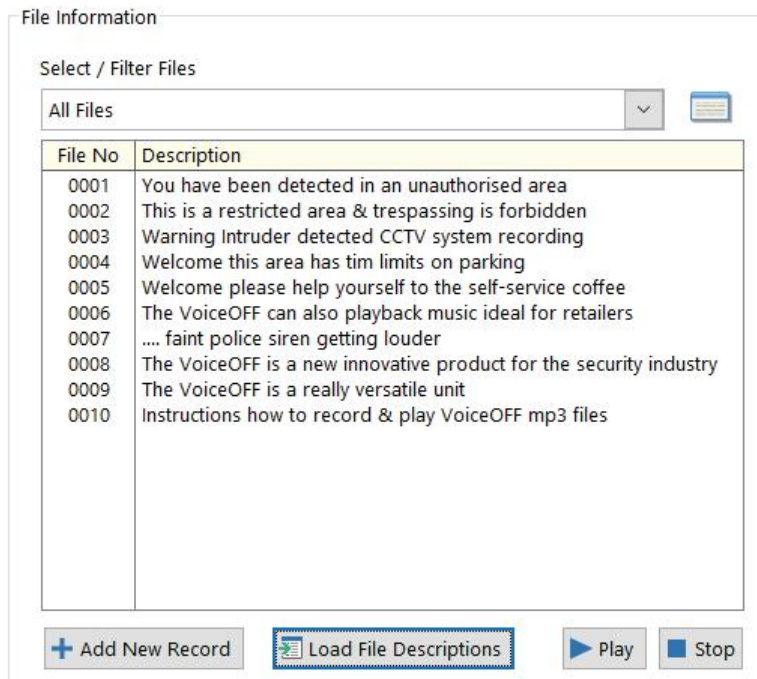 File Information
Select / Filter Files
All Files
File No Description
0001 You have been detected in an unauthorised area
0002 This is a restricted area & trespassing is forbidden
0003 Warning Intruder detected CCTV system recording
0004 Welcome this area has tim limits on parking
0005 Welcome please help yourself to the self-service coffee
0006 The VoiceOFF can also playback music ideal for retailers
0007 .... faint police siren getting louder
0008 The VoiceOFF is a new innovative product for the security industry
0009 The VoiceOFF is a really versatile unit
0010 Instructions how to record & play VoiceOFF mp3 files
Add New Record Load File Descriptions Play Stop